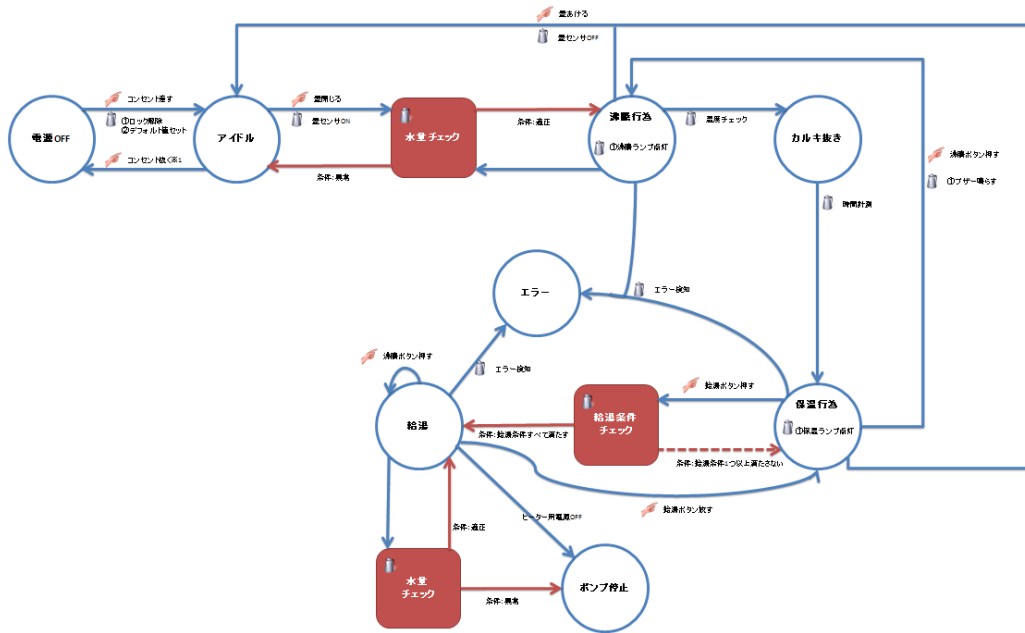 蓋あける
蓋センサOFF
コンセント差す
①ロック解除
②デフォルト値セット
コンセント抜く※1
電源OFF
アイドル
蓋閉じる
蓋センサON
水量チェック
条件:適正
条件:異常
沸騰行為
①沸騰ランプ点灯
温度チェック
カルキ抜き
沸騰ボタン押す
①ブザー鳴らす
時間計測
エラー
エラー検知
沸騰ボタン押す
エラー検知
給湯
給湯ボタン押す
給湯条件
チェック
条件:給湯条件すべて満たす
条件:給湯条件1つ以上満たさない
保温行為
①保温ランプ点灯
給湯ボタン放す
ヒーター用電源OFF
条件:適正
水量
チェック
条件:異常
ポンプ停止